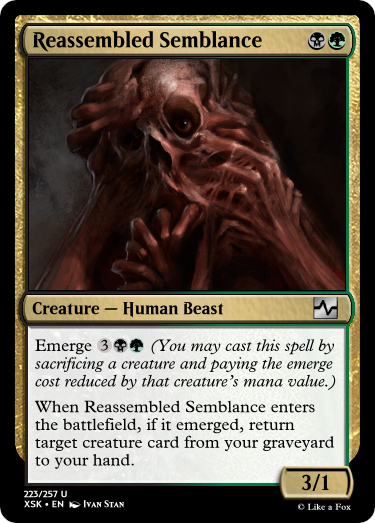 Reassembled Semblance
Creature — Human Beast
Emerge 3 (You may cast this spell by
sacrificing a creature and paying the emerge
cost reduced by that creature's mana value.)
When Reassembled Semblance enters
the battlefield, if it emerged, return
target creature card from your graveyard
to your hand.
3/1
223/257 U
XSK • EN Ivan Stan
© Like a Fox